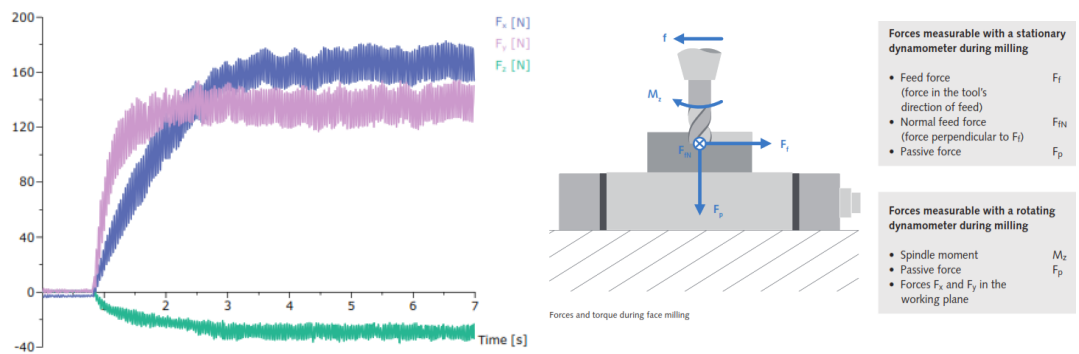 200
160
120
80
40
0
-40
2
3
4
5
6
7
Time [s]
Fx [N]
Fy [N]
Fz [N]
f
Mz
FfN
Ff
Fp
Forces and torque during face milling
Forces measurable with a stationary
dynamometer during milling
• Feed force Ff
(force in the tool's
direction of feed)
• Normal feed force FfN
(force perpendicular to Ff)
• Passive force Fp
Forces measurable with a rotating
dynamometer during milling
• Spindle moment Mz
• Passive force Fp
• Forces Fx and Fy in the
working plane